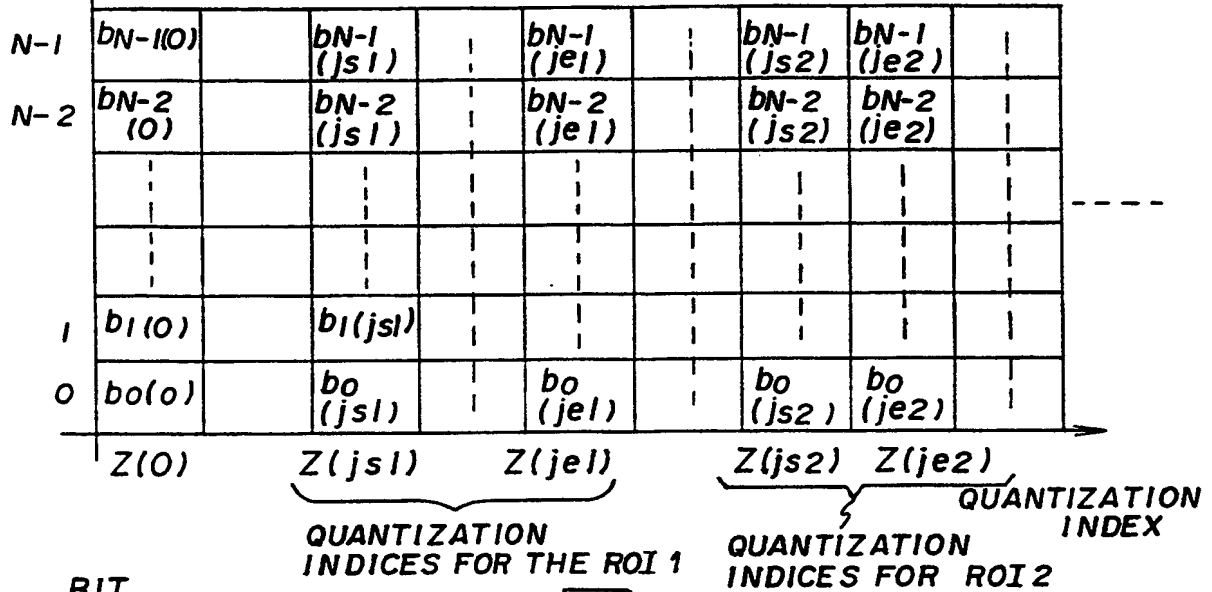 N-1 bN-1(0) bN-1 bN-1 bN-1 bN-1
(js1) (je1) (js2) (je2)
N-2 bN-2 bN-2 bN-2 bN-2 bN-2
(0) (js1) (je1) (js2) (je2)
1 b1(0) b1(js1)
0 b0(0) b0 b0 b0 b0
(js1) (je1) (js2) (je2)
Z(0) Z(js1) Z(je1) Z(js2) Z(je2)
QUANTIZATION
INDEX
QUANTIZATION
INDICES FOR THE ROI 1
QUANTIZATION
INDICES FOR ROI 2
BIT